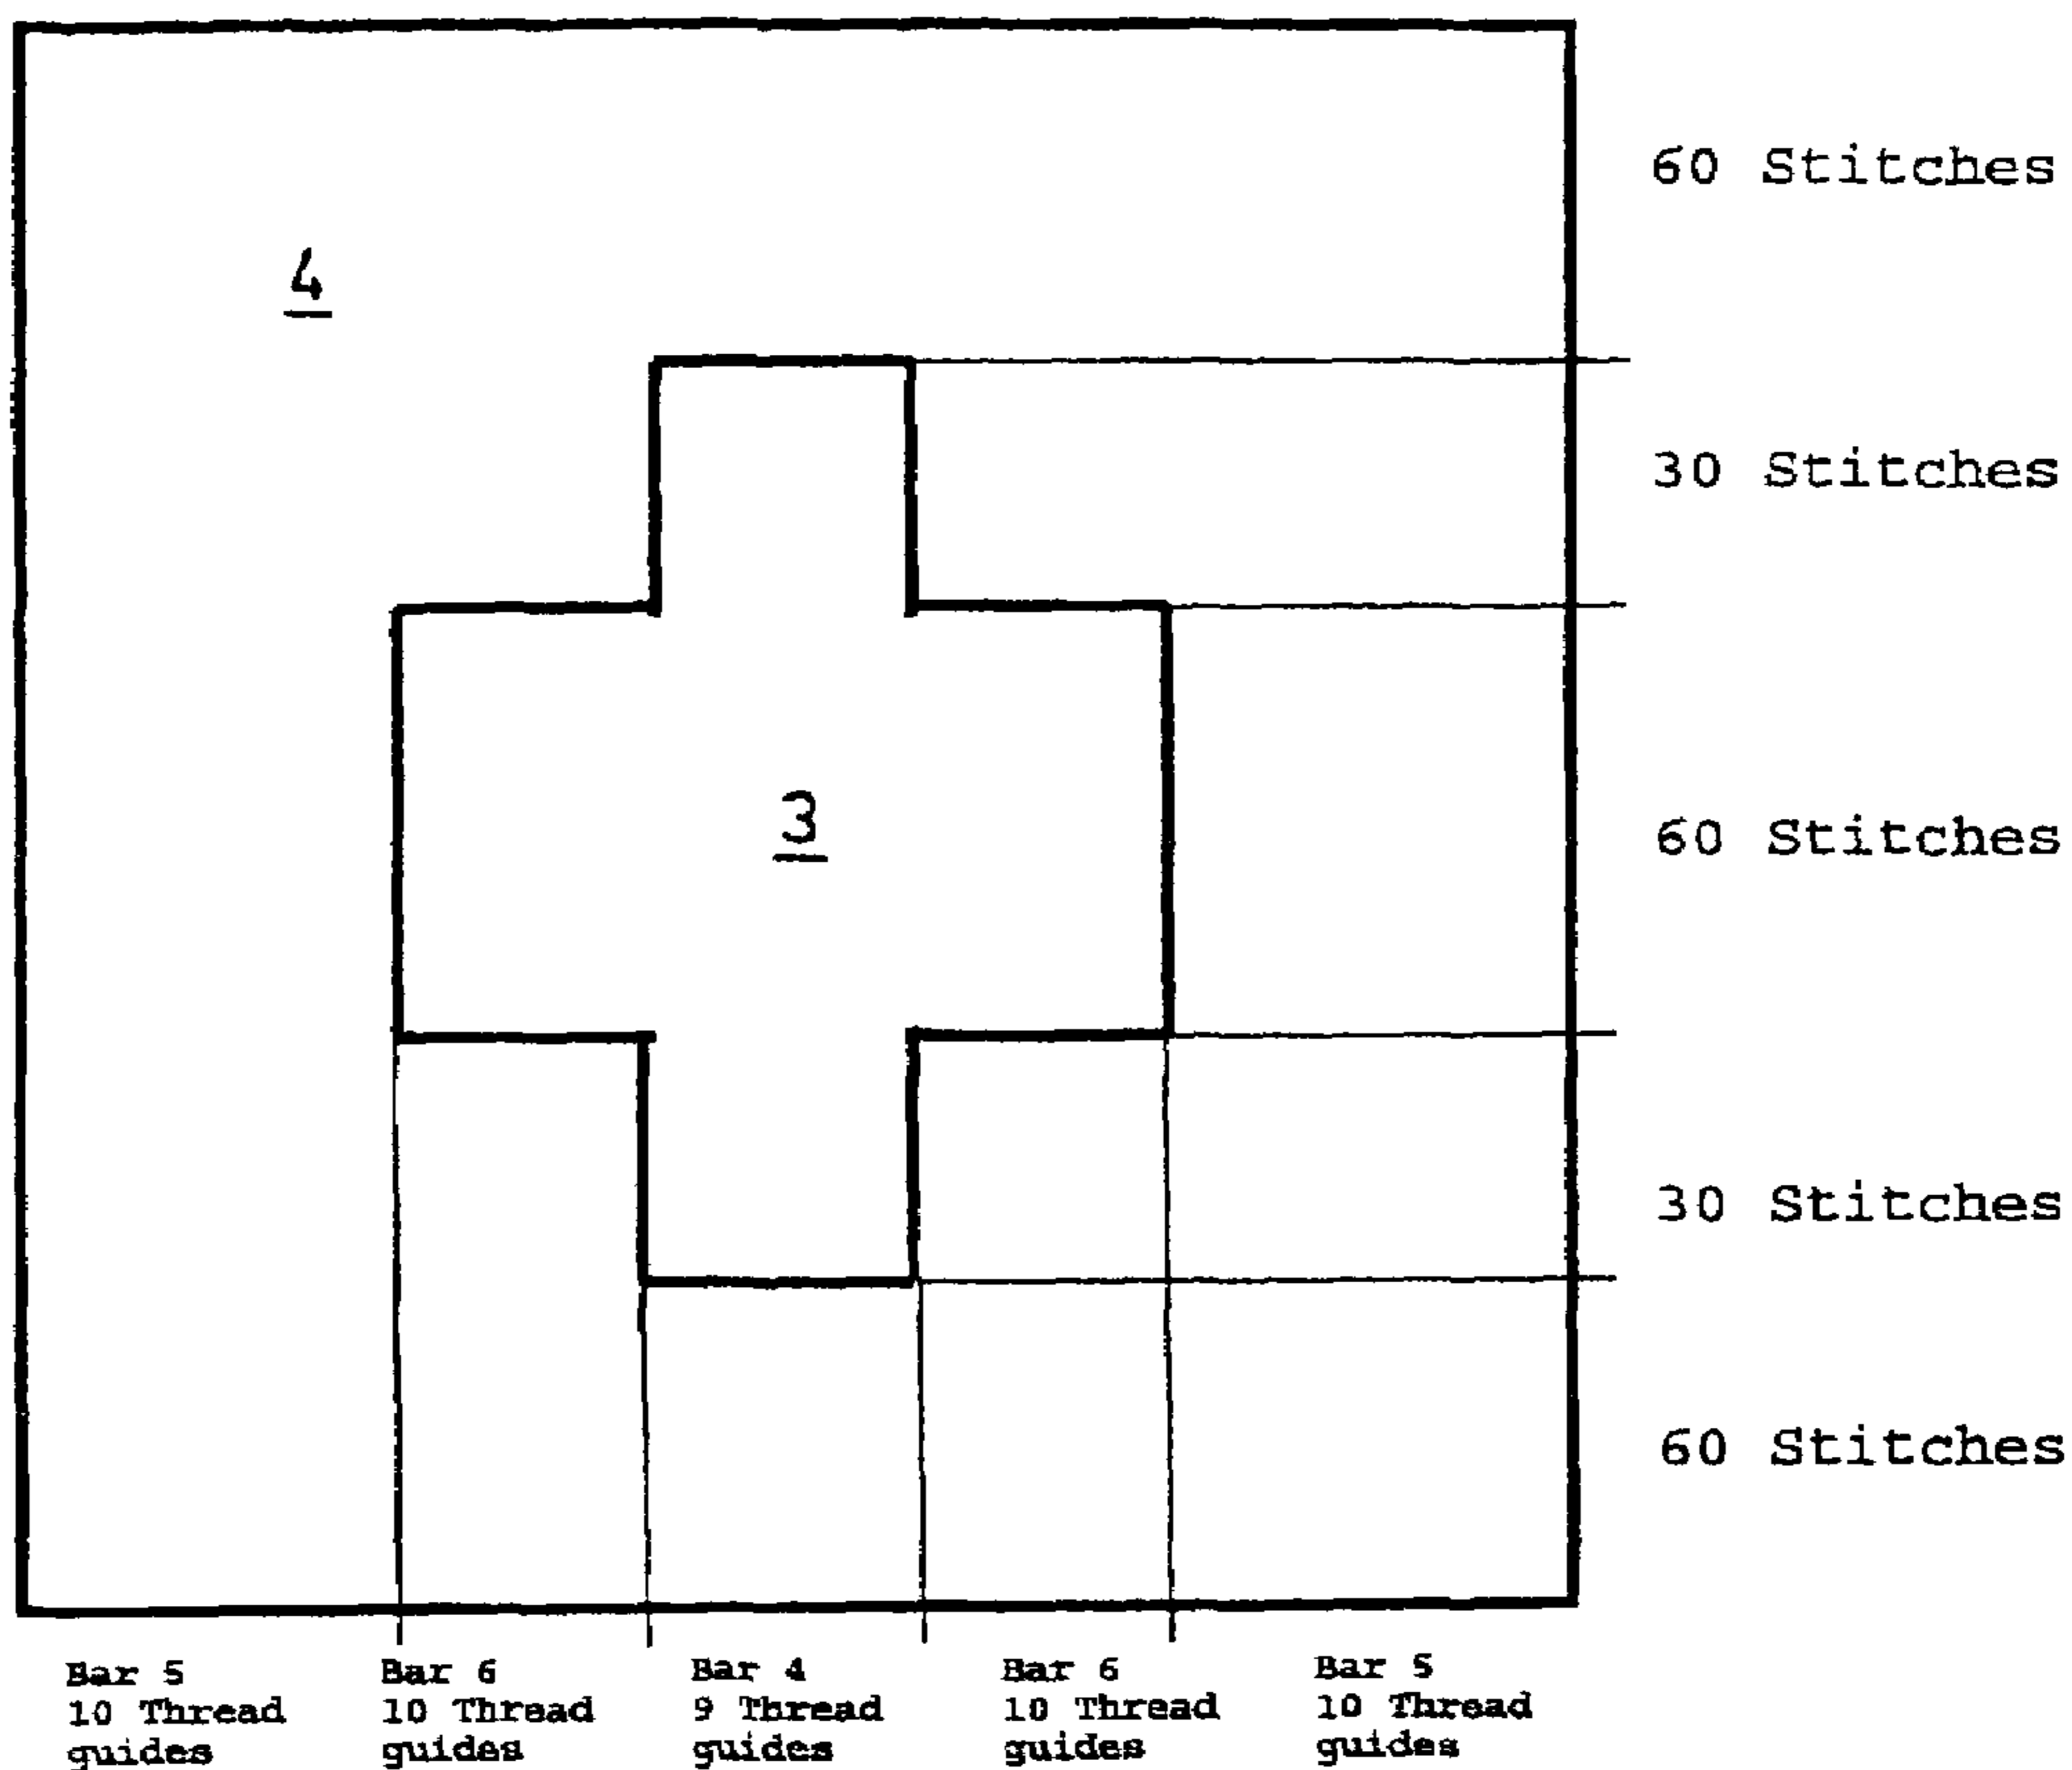 60 Stitches
4
30 Stitches
3
60 Stitches
30 Stitches
60 Stitches
Bar 5
10 Thread
guides
Bar 6
10 Thread
guides
Bar 4
9 Thread
guides
Bar 6
10 Thread
guides
Bar 5
10 Thread
guides